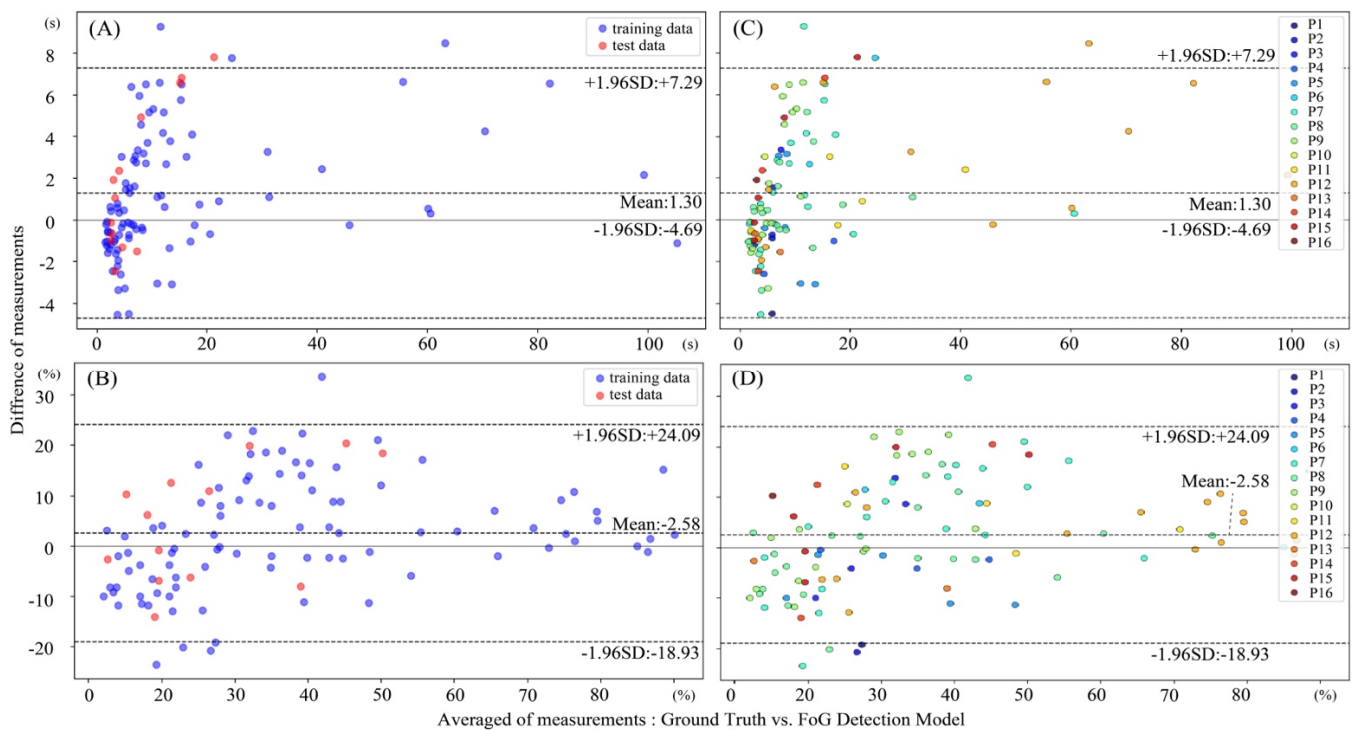 (s)
(A)
training data
test data
+1.96SD:+7.29
Mean:1.30
-1.96SD:-4.69
8
6
4
2
0
-2
-4
0
20
40
60
80
100
(s)
(s)
(C)
+1.96SD:+7.29
Mean:1.30
-1.96SD:-4.69
P1
P2
P3
P4
P5
P6
P7
P8
P9
P10
P11
P12
P13
P14
P15
P16
0
20
40
60
80
100
(s)
Diffrence of measurements
(%)
(B)
training data
test data
+1.96SD:+24.09
Mean:-2.58
-1.96SD:-18.93
30
20
10
0
-10
-20
0
10
20
30
40
50
60
70
80
(%)
(D)
+1.96SD:+24.09
Mean:-2.58
-1.96SD:-18.93
P1
P2
P3
P4
P5
P6
P7
P8
P9
P10
P11
P12
P13
P14
P15
P16
0
10
20
30
40
50
60
70
80
(%)
Averaged of measurements : Ground Truth vs. FoG Detection Model